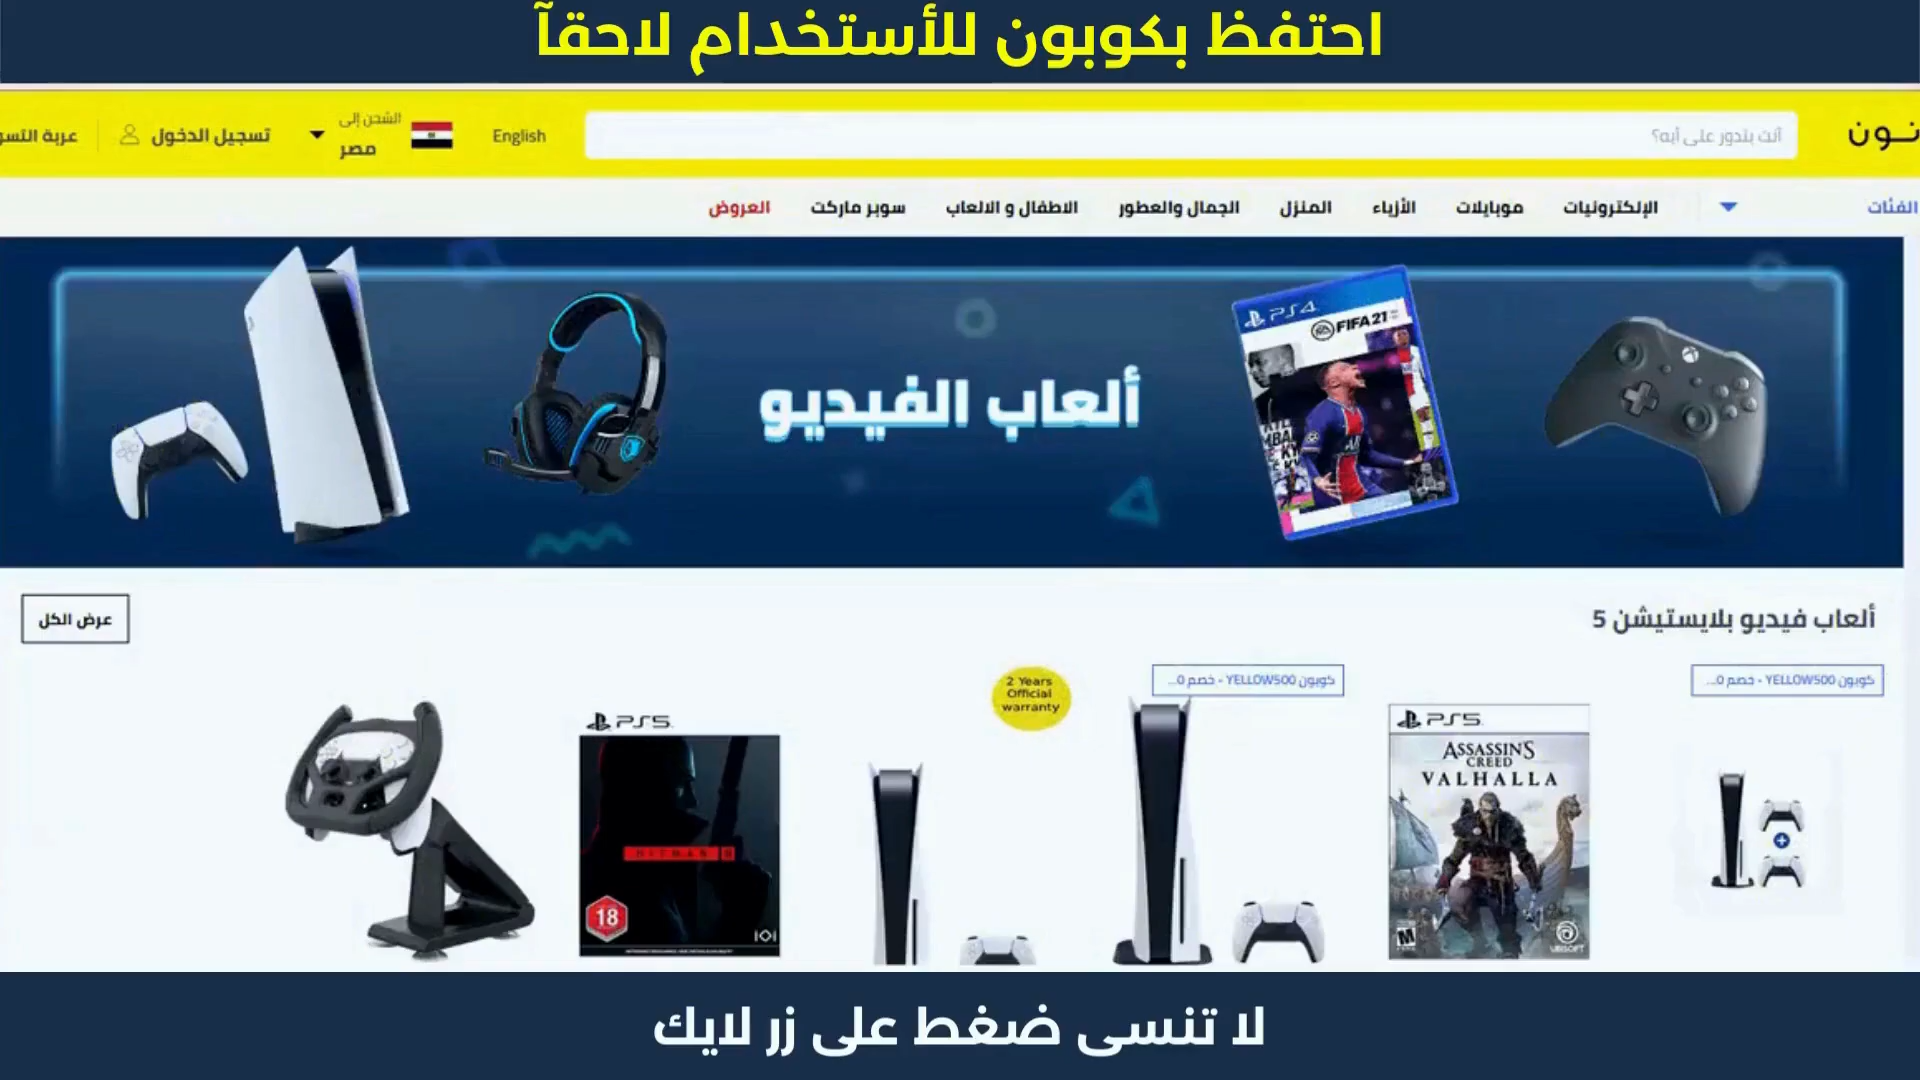 احتفظ بكوبون للأستخدام لاحقآ
نون
أنت بتدور على أيه؟
English
الشحن إلى
مصر
تسجيل الدخول
عربة
الفئات
الإلكترونيات
موبايلات
الأزياء
المنزل
الجمال والعطور
الاطفال و الالعاب
سوبر ماركت
العروض
PS4
FIFA 21
ألعاب الفيديو
ألعاب فيديو بلايستيشن 5
عرض الكل
كوبون YELLOW500 - خصم 0...
كوبون YELLOW500 - خصم 0...
2 Years
Official
warranty
PS5
ASSASSIN'S
CREED
VALHALLA
M
UBISOFT
PS5
HITMAN
18
لا تنسى ضغط على زر لايك